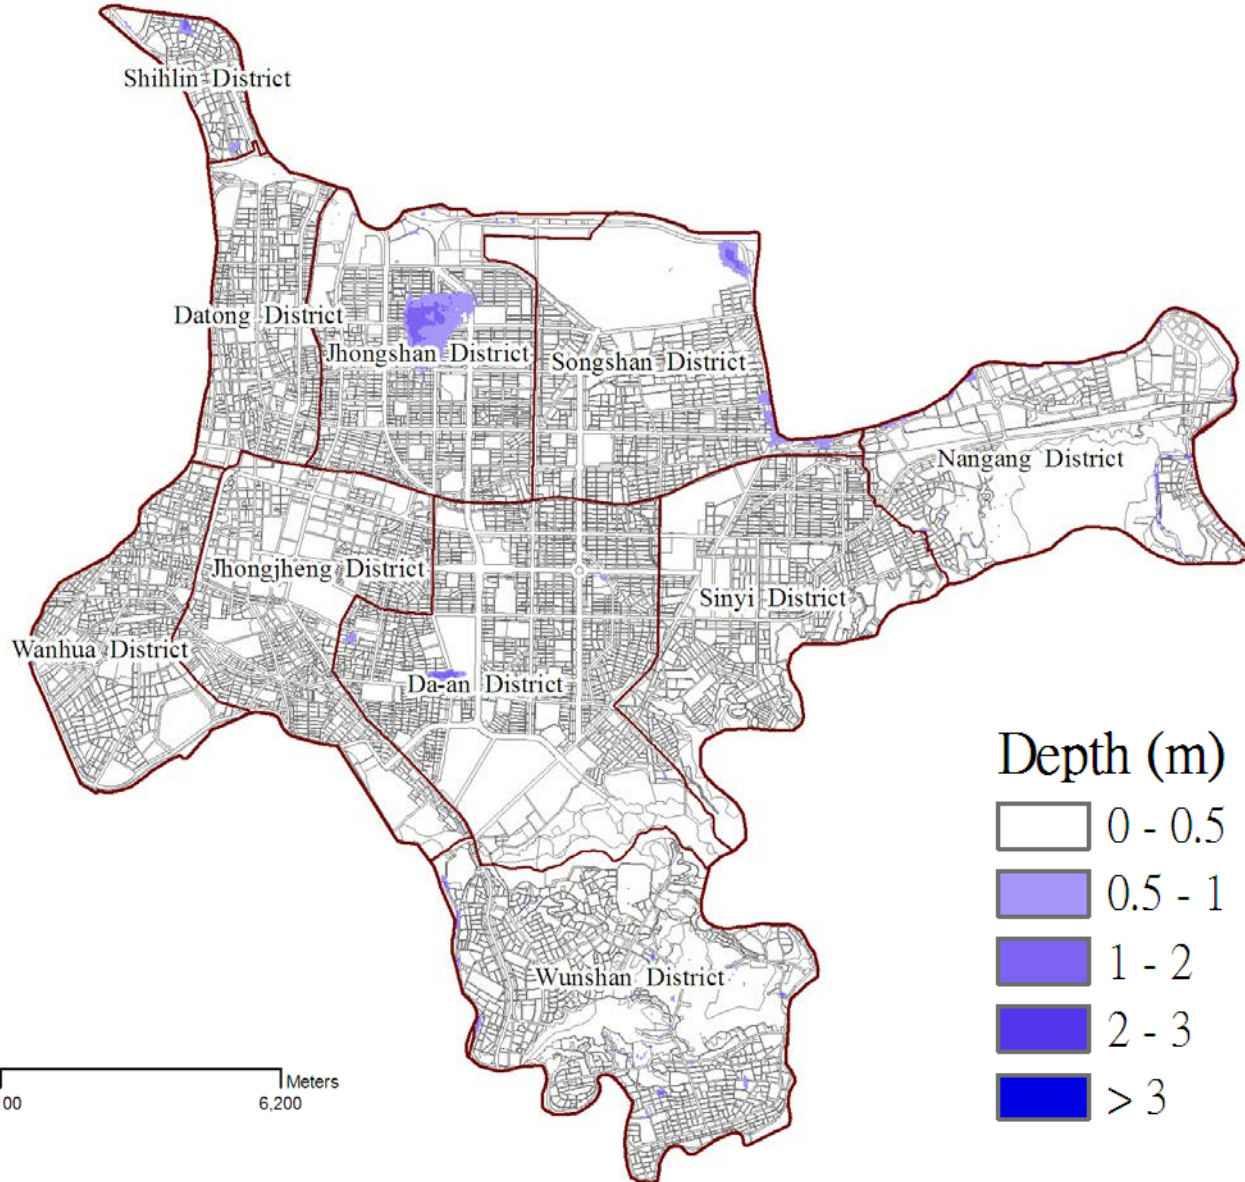 Shihlin District
Datong District
Jhongshan District
Songshan District
Nangang District
Jhongjheng District
Sinyi District
Wanhua District
Da-an District
Wunshan District
Depth (m)
0 - 0.5
0.5 - 1
1 - 2
2 - 3
> 3
Meters
00
6,200